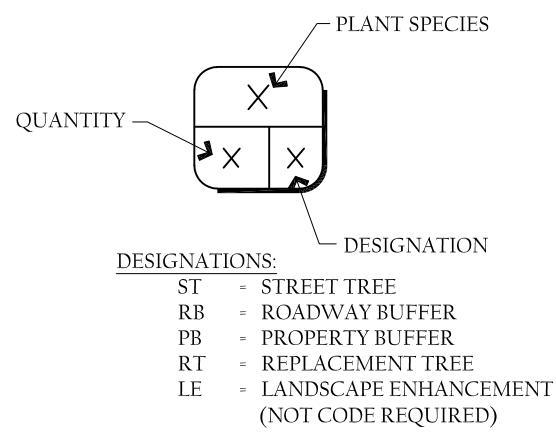 PLANT SPECIES
X
QUANTITY
X X
DESIGNATION
DESIGNATIONS:
ST = STREET TREE
RB = ROADWAY BUFFER
PB = PROPERTY BUFFER
RT = REPLACEMENT TREE
LE = LANDSCAPE ENHANCEMENT
(NOT CODE REQUIRED)